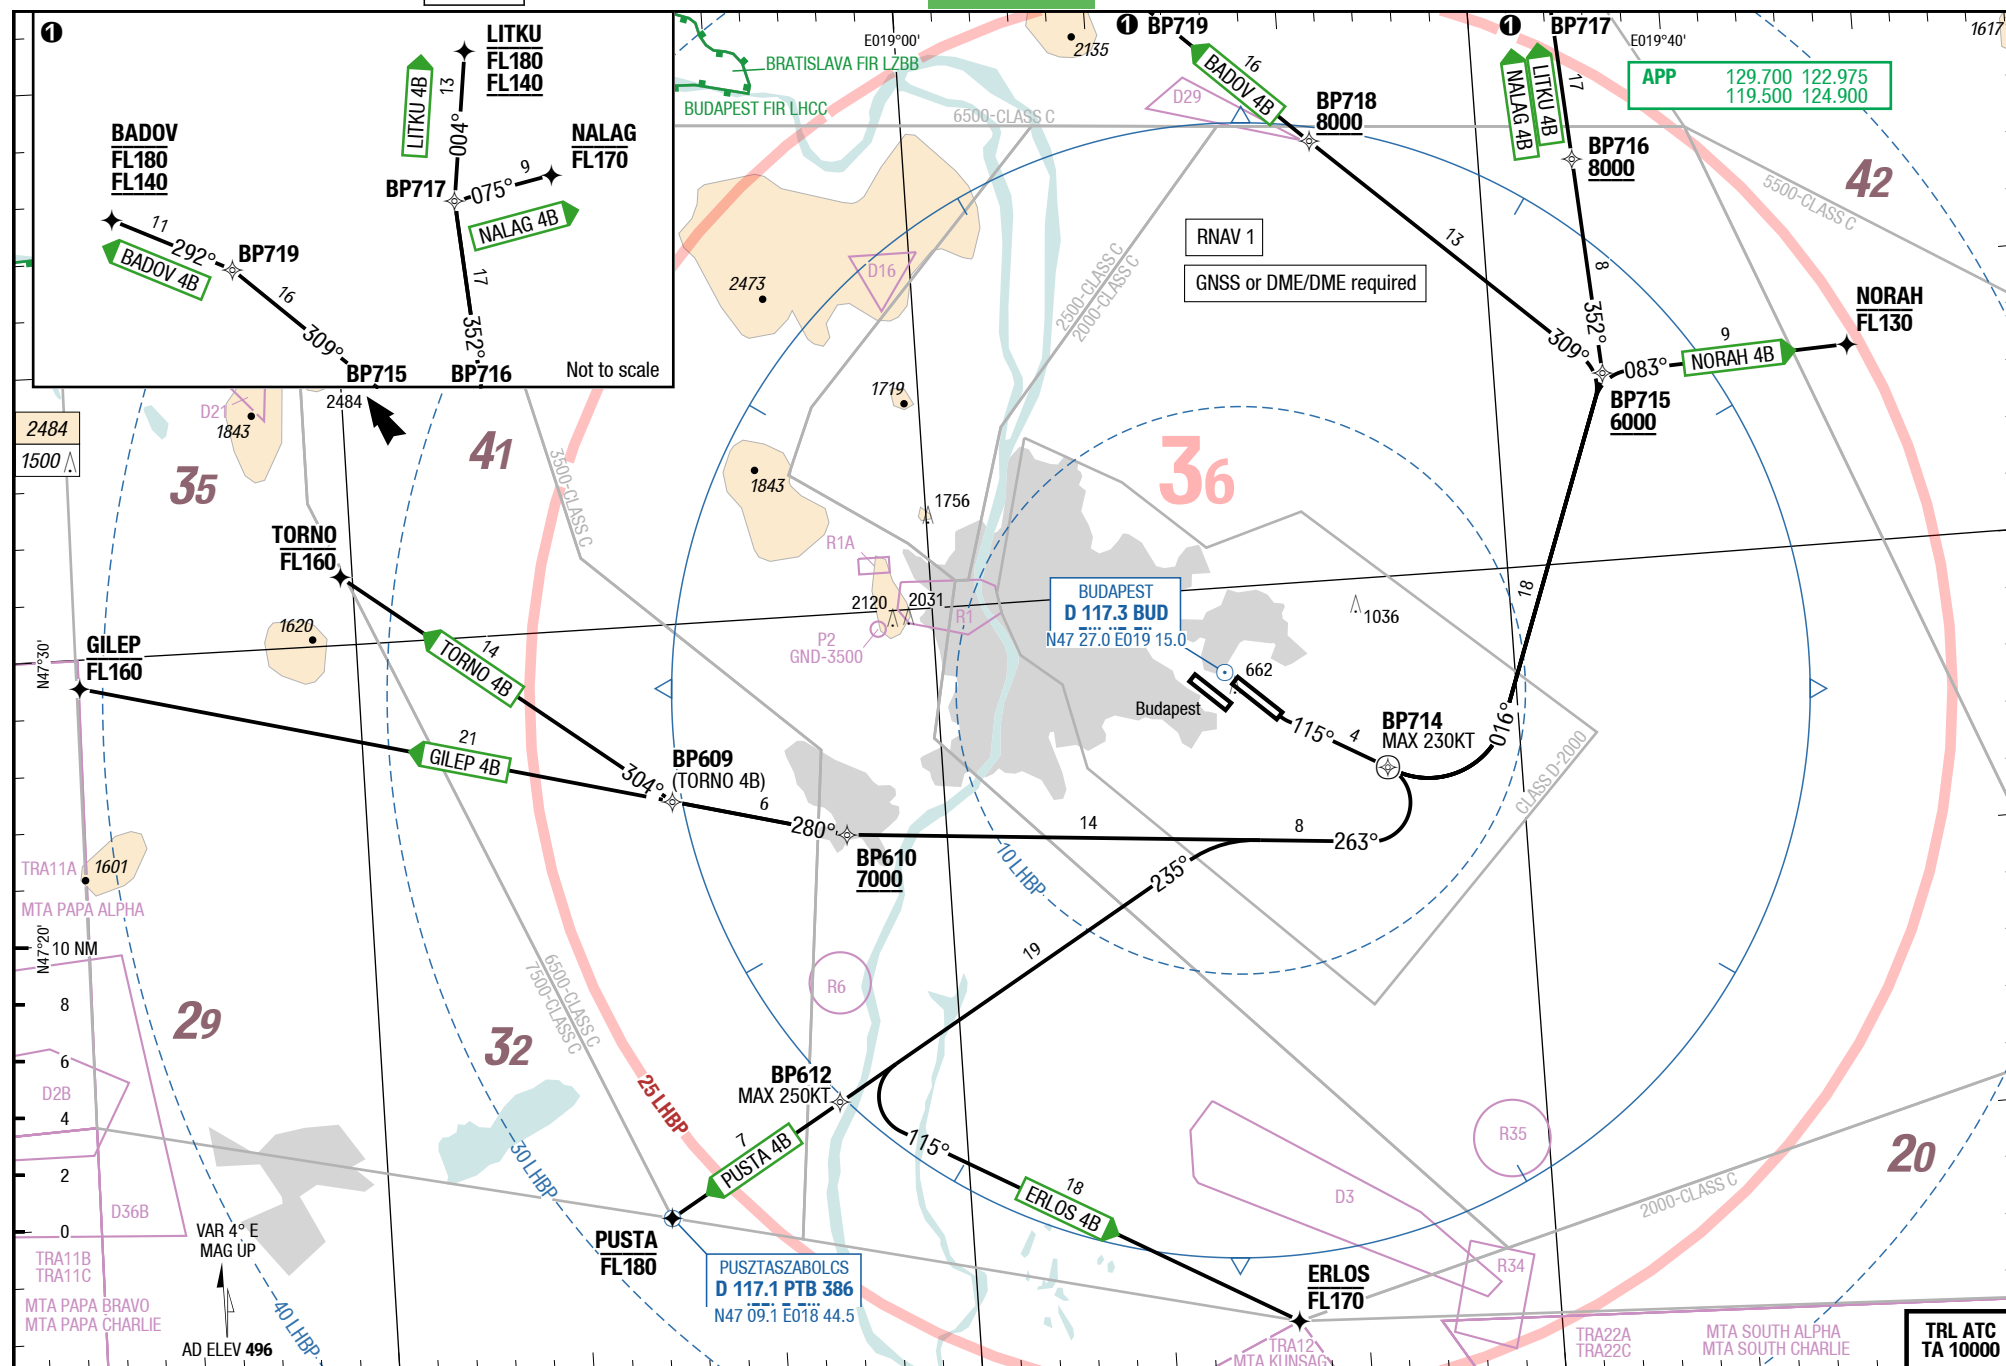 1
LITKU
FL180
FL140
LITKU 4B
13
004°
BADOV
FL180
FL140
NALAG
FL170
BP717
075°
9
NALAG 4B
11
292°
BP719
BADOV 4B
16
309°
17
352°
BP715
BP716
Not to scale
1
BP719
16
BADOV 4B
BP718
8000
D29
1
BP717
NALAG 4B
LITKU 4B
17
BP716
8000
E019°00'
E019°40'
2135
1617
BRATISLAVA FIR LZBB
BUDAPEST FIR LHCC
6500-CLASS C
APP 129.700 122.975
119.500 124.900
42
5500-CLASS C
RNAV 1
GNSS or DME/DME required
2500-CLASS C
2000-CLASS C
D16
2473
13
8
352°
309°
083°
9
NORAH 4B
NORAH
FL130
BP715
6000
2484
D21
1843
2484
1500
35
41
3500-CLASS C
1719
1843
1756
36
TORNO
FL160
R1A
2120
2031
R1
P2
GND-3500
BUDAPEST
D 117.3 BUD
N47 27.0 E019 15.0
1036
18
1620
N47°30'
GILEP
FL160
14
TORNO 4B
662
Budapest
115°
4
BP714
MAX 230KT
016°
21
GILEP 4B
304°
BP609
(TORNO 4B)
6
280°
14
8
263°
CLASS D-2000
BP610
7000
235°
10 LHBP
TRA11A
1601
MTA PAPA ALPHA
N47°20'
10 NM
8
6
4
2
0
19
R6
6500-CLASS C
7500-CLASS C
29
32
D2B
25 LHBP
BP612
MAX 250KT
7
PUSTA 4B
115°
18
ERLOS 4B
R35
D3
20
2000-CLASS C
30 LHBP
D36B
VAR 4° E
MAG UP
TRA11B
TRA11C
MTA PAPA BRAVO
MTA PAPA CHARLIE
AD ELEV 496
40 LHBP
PUSTA
FL180
PUSZTASZABOLCS
D 117.1 PTB 386
N47 09.1 E018 44.5
ERLOS
FL170
R34
TRA12
MTA KUNSAG
TRA22A
TRA22C
MTA SOUTH ALPHA
MTA SOUTH CHARLIE
TRL ATC
TA 10000